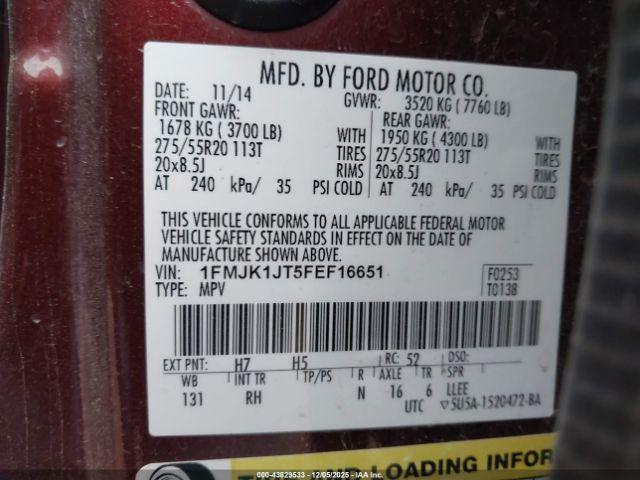 MFD. BY FORD MOTOR CO.
DATE: 11/14 GVWR: 3520 KG ( 7760 LB)
FRONT GAWR: REAR GAWR:
1678 KG ( 3700 LB) WITH 1950 KG ( 4300 LB) WITH
275/55R20 113T TIRES 275/55R20 113T TIRES
20x8.5J RIMS 20x8.5J RIMS
AT 240 kPa/ 35 PSI COLD AT 240 kPa/ 35 PSI COLD
THIS VEHICLE CONFORMS TO ALL APPLICABLE FEDERAL MOTOR
VEHICLE SAFETY STANDARDS IN EFFECT ON THE DATE OF
MANUFACTURE SHOWN ABOVE.
VIN: 1FMJK1JT5FEF16651 F0253
TYPE: MPV T0138
EXT PNT: H7 H5 RC: 52 DSO:
WB INT TR TP/PS R AXLE TR SPR
131 RH N 16 6 LLEE
UTC 5U5A-1520472-BA
LOADING INFOR
00-43829533 - 12/05/2025 - IAAI.com